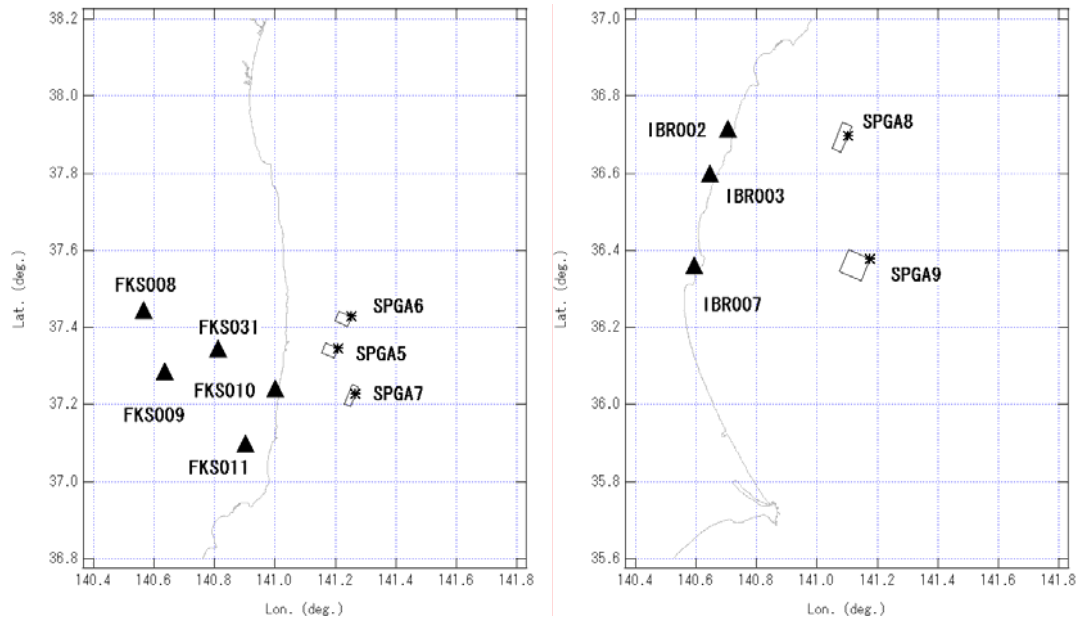 38.2
38.0
37.8
37.6
37.4
37.2
37.0
36.8
Lat. (deg.)
FKS008
FKS031
FKS009
FKS010
FKS011
SPGA6
SPGA5
SPGA7
140.4 140.6 140.8 141.0 141.2 141.4 141.6 141.8
Lon. (deg.)
37.0
36.8
36.6
36.4
36.2
36.0
35.8
35.6
Lat. (deg.)
IBR002
IBR003
IBR007
SPGA8
SPGA9
140.4 140.6 140.8 141.0 141.2 141.4 141.6 141.8
Lon. (deg.)